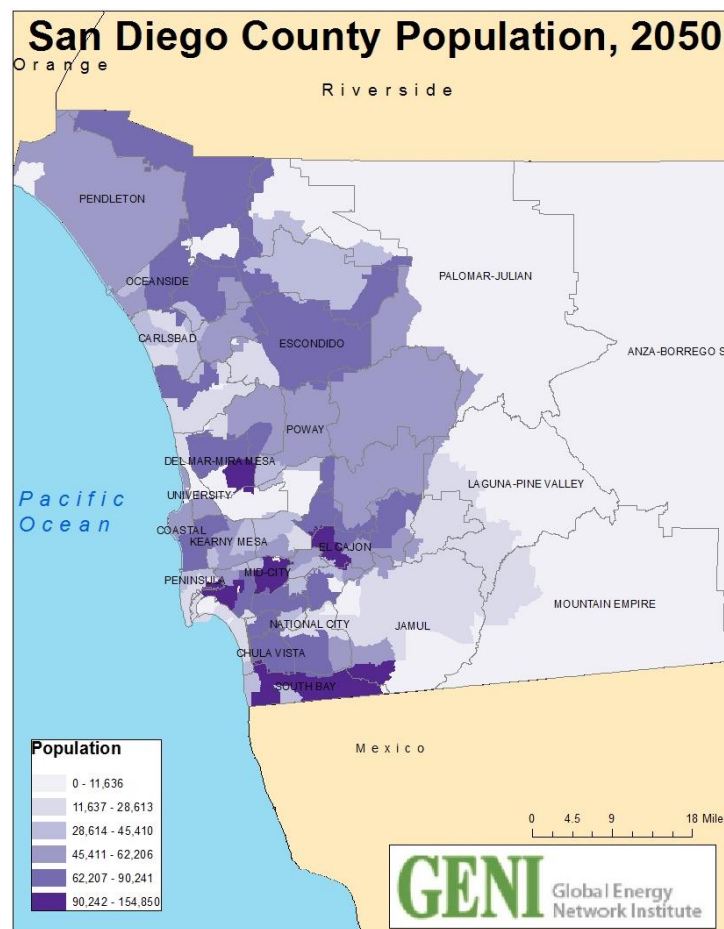 San Diego County Population, 2050
Orange
Riverside
PENDLETON
OCEANSIDE
PALOMAR-JULIAN
CARLSBAD
ESCONDIDO
ANZA-BORREGO S
POWAY
DEL MAR-MIRA MESA
LAGUNA-PINE VALLEY
UNIVERSITY
Pacific
Ocean
COASTAL
KEARNY MESA
EL CAJON
MID-CITY
PENINSULA
MOUNTAIN EMPIRE
NATIONAL CITY
JAMUL
CHULA VISTA
SOUTH BAY
Mexico
Population
0 - 11,636
11,637 - 28,613
28,614 - 45,410
45,411 - 62,206
62,207 - 90,241
90,242 - 154,850
0 4.5 9 18 Mile
GENI
Global Energy
Network Institute